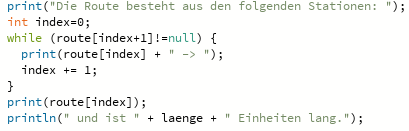 print("Die Route besteht aus den folgenden Stationen: ");
int index=0;
while (route[index+1]!=null) {
  print(route[index] + " -> ");
  index += 1;
}
print(route[index]);
println(" und ist " + laenge + " Einheiten lang.");